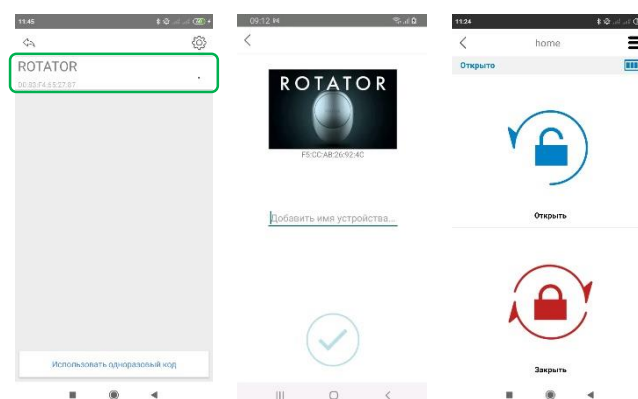 11:45
ROTATOR
Использовать одноразовый код
09:12
ROTATOR
F5:CC:AB:26:92:4C
Добавить имя устройства...
11:24
home
Открыто
Открыть
Закрыть